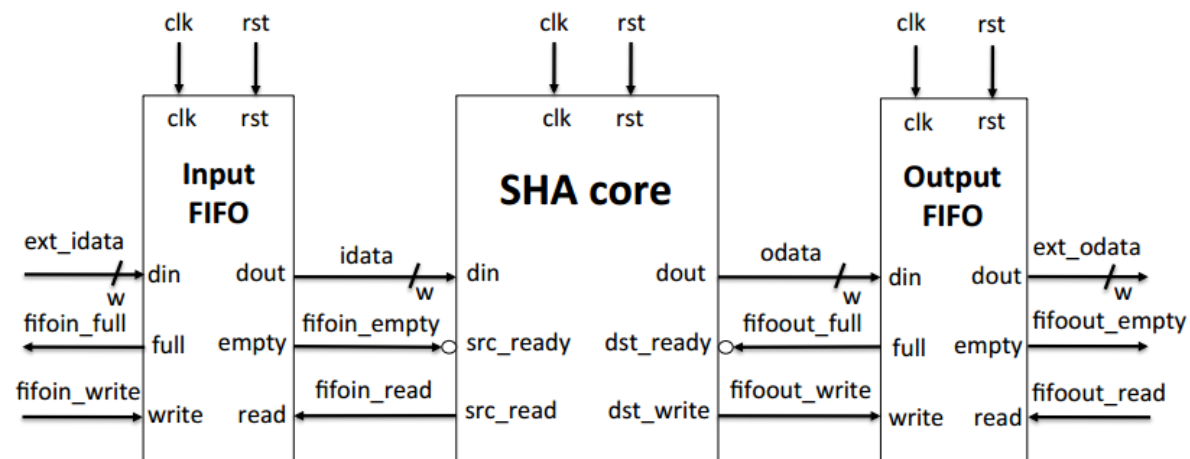 clk rst clk rst clk rst
clk rst clk rst clk rst
Input
FIFO
SHA core
Output
FIFO
ext_idata idata odata ext_odata
din dout din dout din dout
w w w w
fifoin_full fifoin_empty fifoout_full fifoout_empty
full empty src_ready dst_ready full empty
fifoin_write fifoin_read fifoout_write fifoout_read
write read src_read dst_write write read